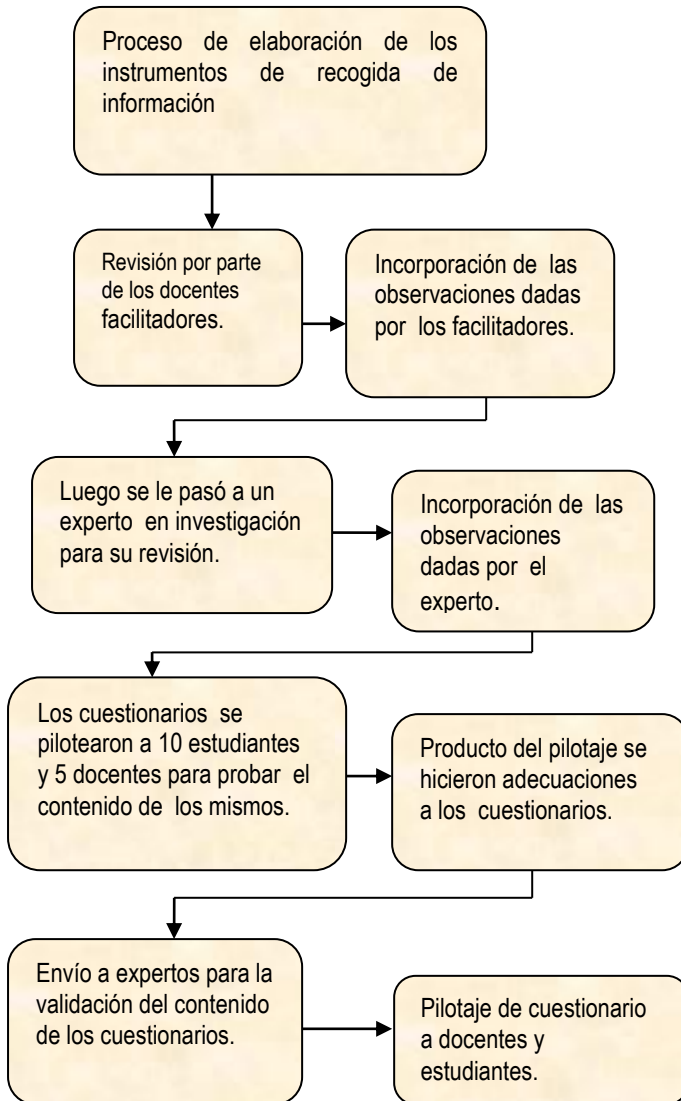 Proceso de elaboración de los
instrumentos de recogida de
información
Revisión por parte
de los docentes
facilitadores.
Incorporación de las
observaciones dadas
por los facilitadores.
Luego se le pasó a un
experto en investigación
para su revisión.
Incorporación de las
observaciones
dadas por el
experto.
Los cuestionarios se
pilotearon a 10 estudiantes
y 5 docentes para probar el
contenido de los mismos.
Producto del pilotaje se
hicieron adecuaciones
a los cuestionarios.
Envío a expertos para la
validación del contenido
de los cuestionarios.
Pilotaje de cuestionario
a docentes y
estudiantes.